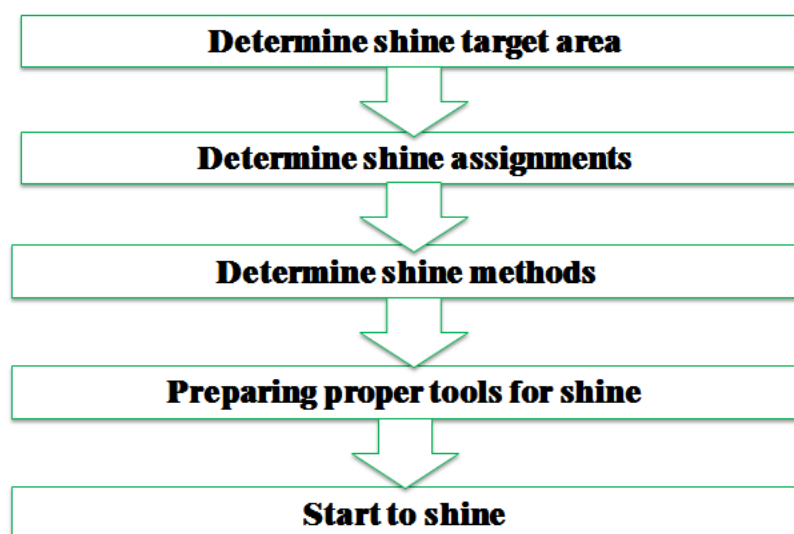 Determine shine target area
Determine shine assignments
Determine shine methods
Preparing proper tools for shine
Start to shine